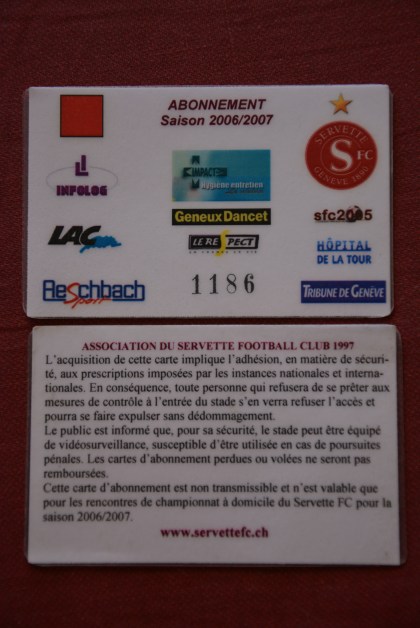 ABONNEMENT
Saison 2006/2007
SERVETTE
S FC
GENÈVE 1890
INFOLOG
IMPACT
Hygiène entretien
GeneuxDancet
sfc2005
LAC
LE RESPECT
HÔPITAL
DE LA TOUR
AeSchbach
Sport
1186
TRIBUNE DE GENÈVE
ASSOCIATION DU SERVETTE FOOTBALL CLUB 1997
L'acquisition de cette carte implique l'adhésion, en matière de sécuri-
té, aux prescriptions imposées par les instances nationales et interna-
tionales. En conséquence, toute personne qui refusera de se prêter aux
mesures de contrôle à l'entrée du stade s'en verra refuser l'accès et
pourra se faire expulser sans dédommagement.
Le public est informé que, pour sa sécurité, le stade peut être équipé
de vidéosurveillance, susceptible d'être utilisée en cas de poursuites
pénales. Les cartes d'abonnement perdues ou volées ne seront pas
remboursées.
Cette carte d'abonnement est non transmissible et n'est valable que
pour les rencontres de championnat à domicile du Servette FC pour la
saison 2006/2007.
www.servettefc.ch